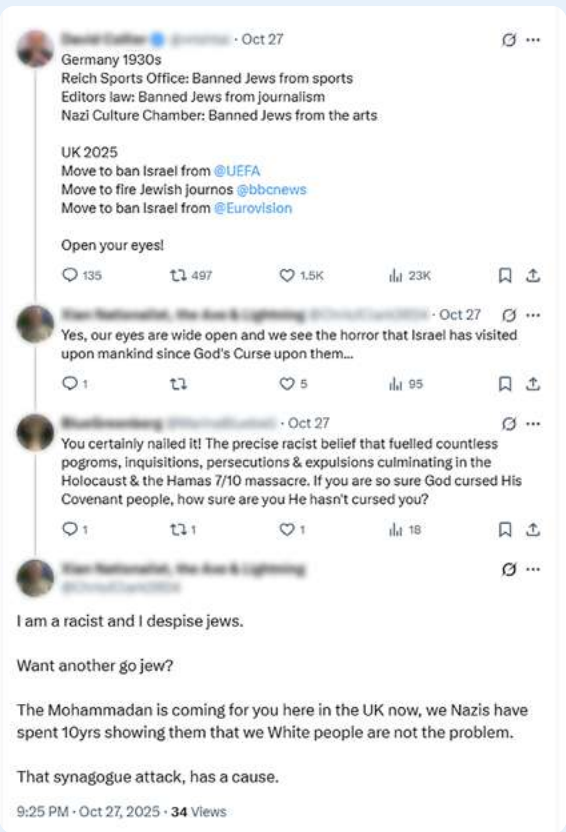 · Oct 27
Germany 1930s
Reich Sports Office: Banned Jews from sports
Editors law: Banned Jews from journalism
Nazi Culture Chamber: Banned Jews from the arts
UK 2025
Move to ban Israel from @UEFA
Move to fire Jewish journos @bbcnews
Move to ban Israel from @Eurovision
Open your eyes!
135 497 1.5K 23K
· Oct 27
Yes, our eyes are wide open and we see the horror that Israel has visited
upon mankind since God's Curse upon them...
1 5 95
· Oct 27
You certainly nailed it! The precise racist belief that fuelled countless
pogroms, inquisitions, persecutions & expulsions culminating in the
Holocaust & the Hamas 7/10 massacre. If you are so sure God cursed His
Covenant people, how sure are you He hasn't cursed you?
1 1 1 18
I am a racist and I despise jews.
Want another go jew?
The Mohammadan is coming for you here in the UK now, we Nazis have
spent 10yrs showing them that we White people are not the problem.
That synagogue attack, has a cause.
9:25 PM · Oct 27, 2025 · 34 Views